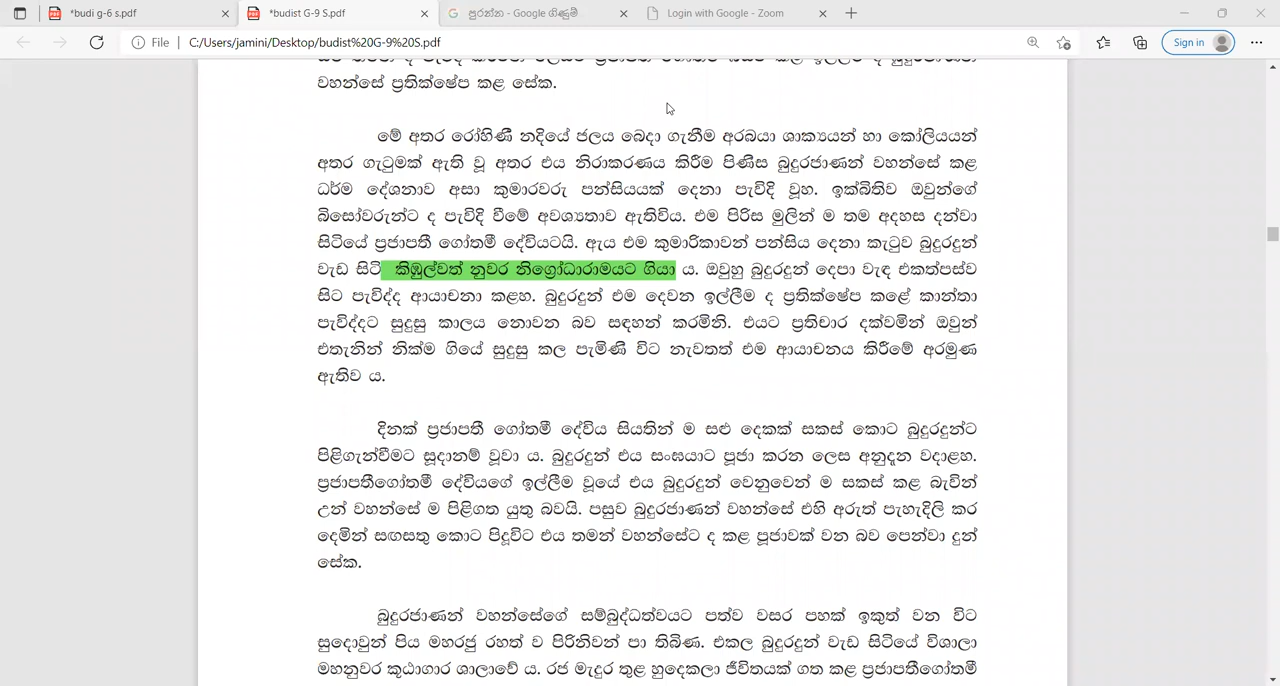 *budi g-6 s.pdf
*budist G-9 S.pdf
පුරන්න - Google ගිණුම්
Login with Google - Zoom
File
C:/Users/jamini/Desktop/budist%20G-9%20S.pdf
Sign in
වහන්සේ ප්‍රතික්ෂේප කළ සේක.
මේ අතර රෝහිණී නදියේ ජලය බෙදා ගැනීම අරබයා ශාක්‍යයන් හා කෝලියයන්
අතර ගැටුමක් ඇති වූ අතර එය නිරාකරණය කිරීම පිණිස බුදුරජාණන් වහන්සේ කළ
ධර්ම දේශනාව අසා කුමාරවරු පන්සියයක් දෙනා පැවිදි වූහ. ඉක්බිතිව ඔවුන්ගේ
බිසෝවරුන්ට ද පැවිදි වීමේ අවශ්‍යතාව ඇතිවිය. එම පිරිස මුලින් ම තම අදහස දන්වා
සිටියේ ප්‍රජාපතී ගෝතමී දේවියටයි. ඇය එම කුමාරිකාවන් පන්සිය දෙනා කැටුව බුදුරදුන්
වැඩ සිටි කිඹුල්වත් නුවර නිග්‍රෝධාරාමයට ගියා ය. ඔවුහු බුදුරදුන් දෙපා වැඳ එකත්පස්ව
සිට පැවිද්ද ආයාචනා කළහ. බුදුරදුන් එම දෙවන ඉල්ලීම ද ප්‍රතික්ෂේප කළේ කාන්තා
පැවිද්දට සුදුසු කාලය නොවන බව සඳහන් කරමිනි. එයට ප්‍රතිචාර දක්වමින් ඔවුන්
එතැනින් නික්ම ගියේ සුදුසු කල පැමිණි විට නැවතත් එම ආයාචනය කිරීමේ අරමුණ
ඇතිව ය.
දිනක් ප්‍රජාපතී ගෝතමී දේවිය සියතින් ම සළු දෙකක් සකස් කොට බුදුරදුන්ට
පිළිගැන්වීමට සූදානම් වූවා ය. බුදුරදුන් එය සංඝයාට පූජා කරන ලෙස අනුදැන වදාළහ.
ප්‍රජාපතීගෝතමී දේවියගේ ඉල්ලීම වූයේ එය බුදුරදුන් වෙනුවෙන් ම සකස් කළ බැවින්
උන් වහන්සේ ම පිළිගත යුතු බවයි. පසුව බුදුරජාණන් වහන්සේ එහි අරුත් පැහැදිලි කර
දෙමින් සඟසතු කොට පිදූවිට එය තමන් වහන්සේට ද කළ පූජාවක් වන බව පෙන්වා දුන්
සේක.
බුදුරජාණන් වහන්සේගේ සම්බුද්ධත්වයට පත්ව වසර පහක් ඉකුත් වන විට
සුදොවුන් පිය මහරජු රහත් ව පිරිනිවන් පා තිබිණ. එකල බුදුරදුන් වැඩ සිටියේ විශාලා
මහනුවර කූඨාගාර ශාලාවේ ය. රජ මැදුර තුළ හුදෙකලා ජීවිතයක් ගත කළ ප්‍රජාපතීගෝතමී